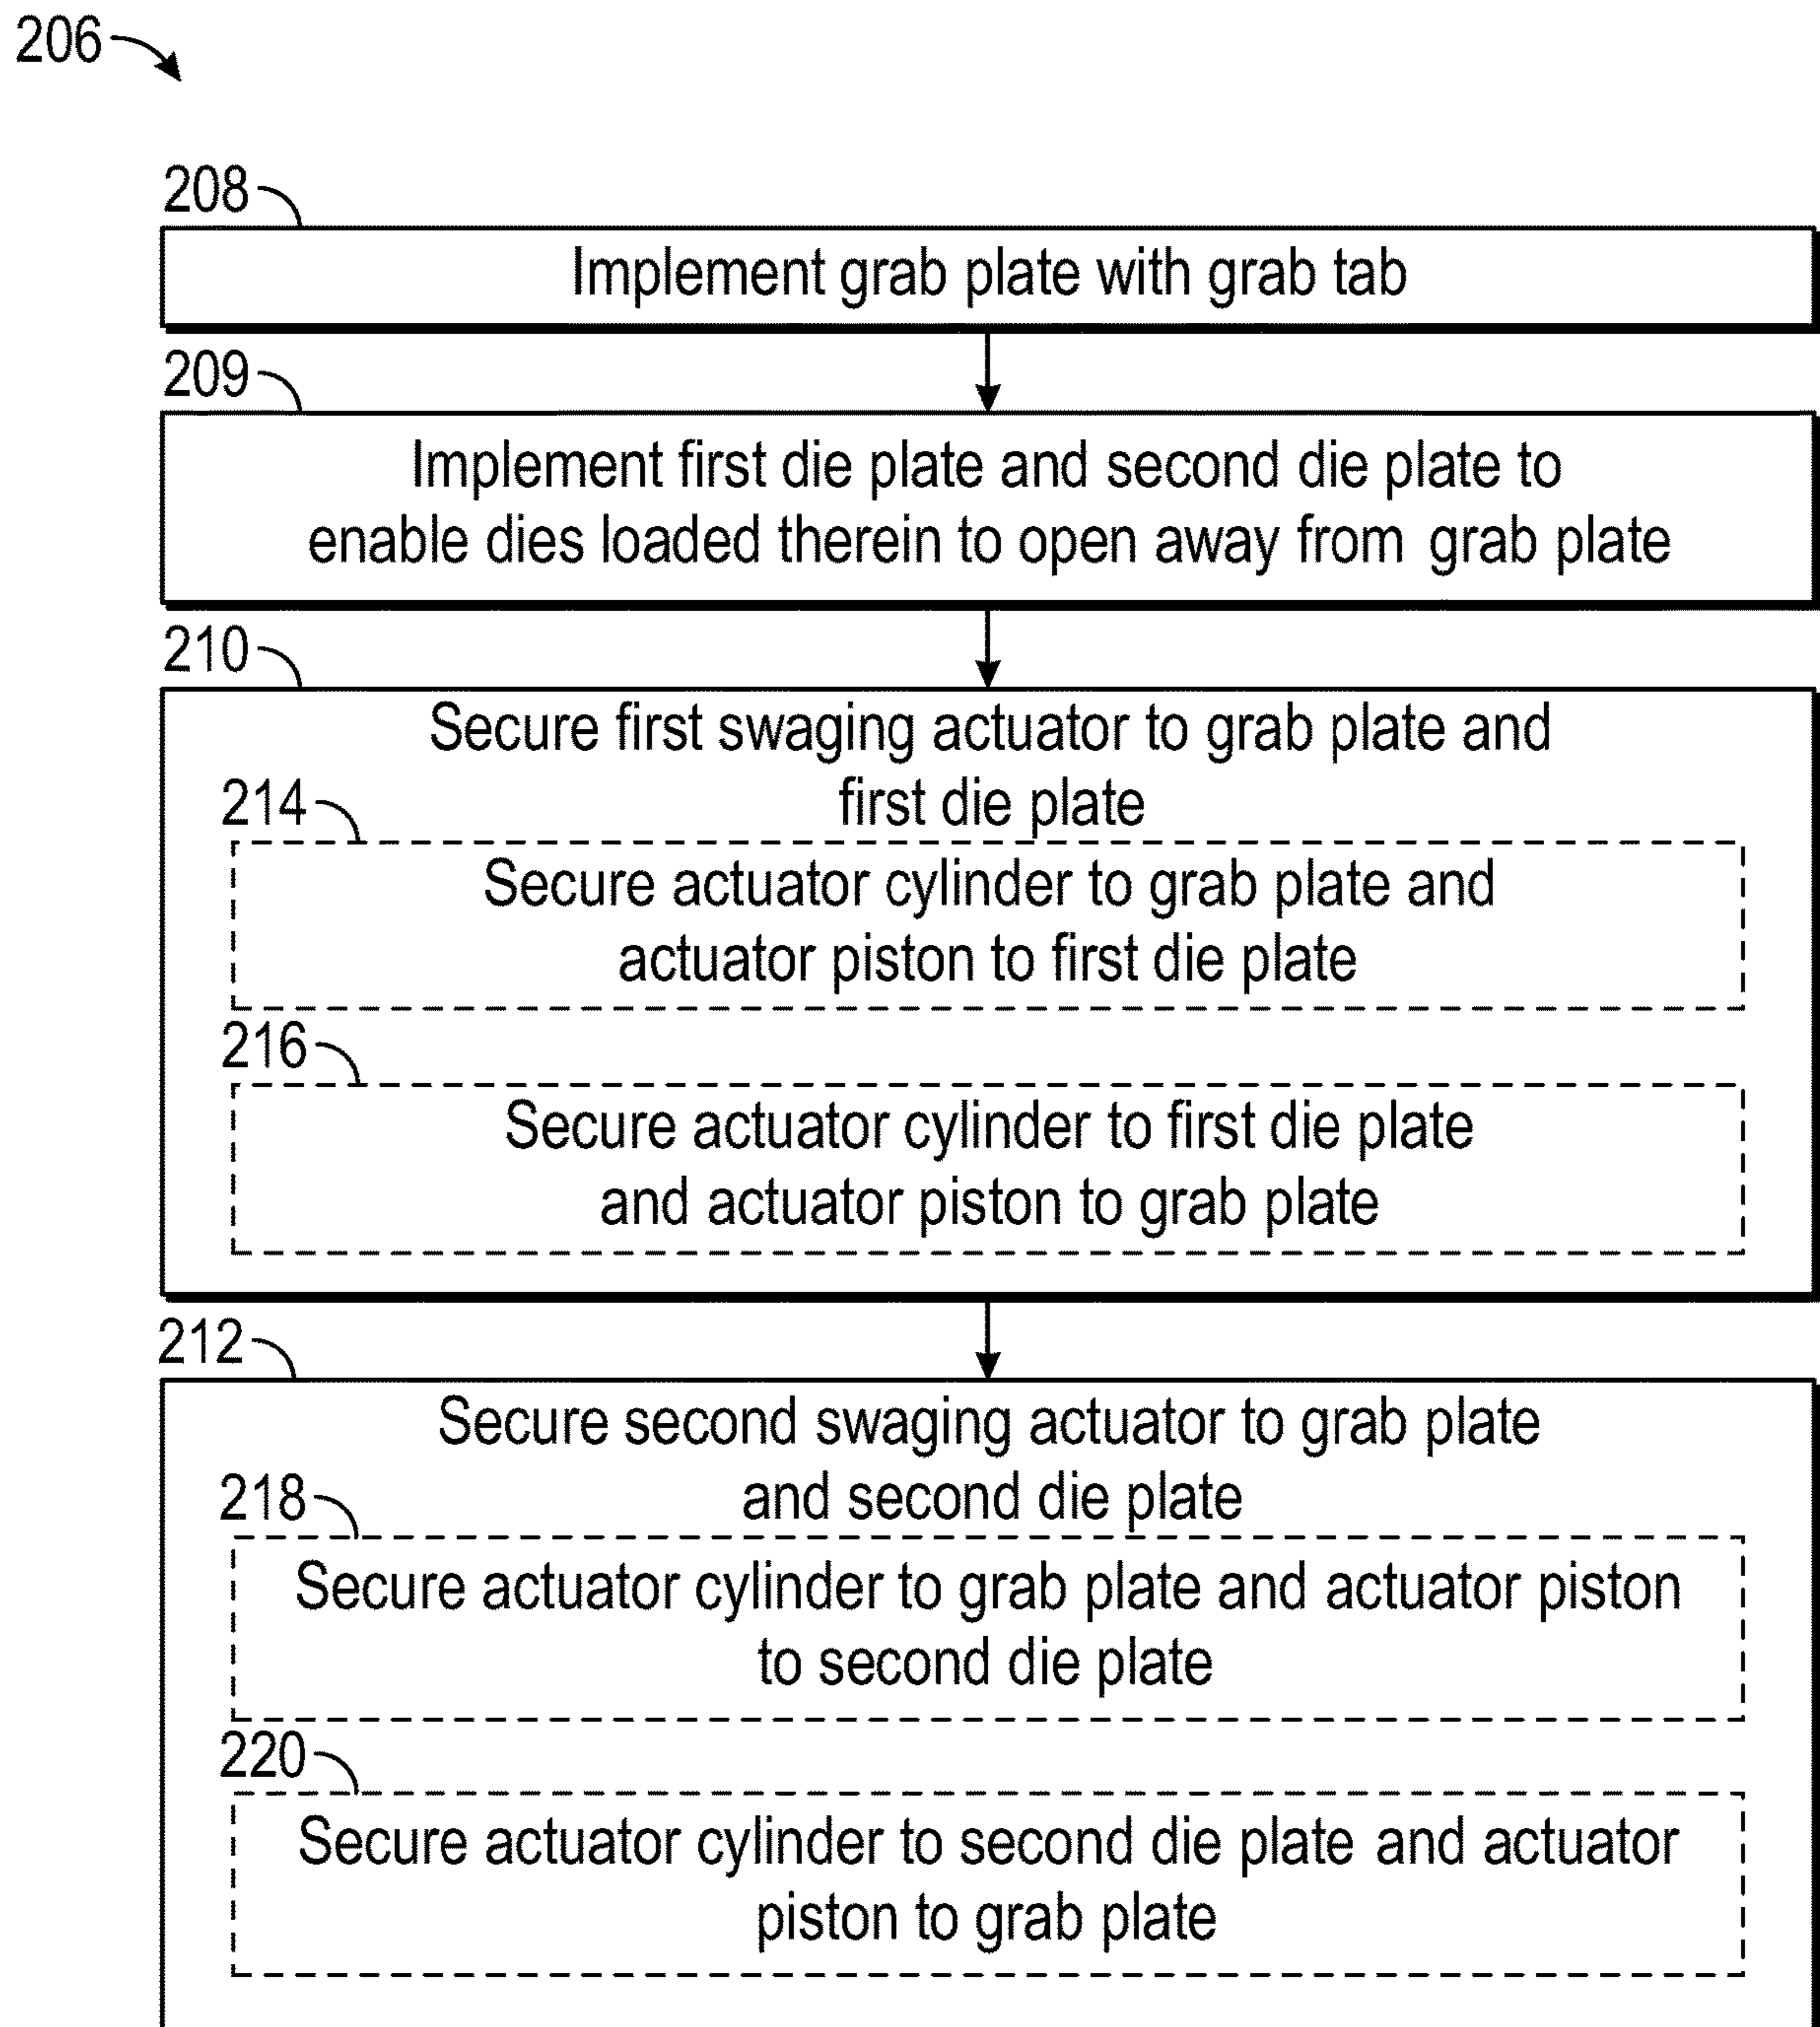 206
208
Implement grab plate with grab tab
209
Implement first die plate and second die plate to
enable dies loaded therein to open away from grab plate
210
Secure first swaging actuator to grab plate and
first die plate
214
Secure actuator cylinder to grab plate and
actuator piston to first die plate
216
Secure actuator cylinder to first die plate
and actuator piston to grab plate
212
Secure second swaging actuator to grab plate
and second die plate
218
Secure actuator cylinder to grab plate and actuator piston
to second die plate
220
Secure actuator cylinder to second die plate and actuator
piston to grab plate